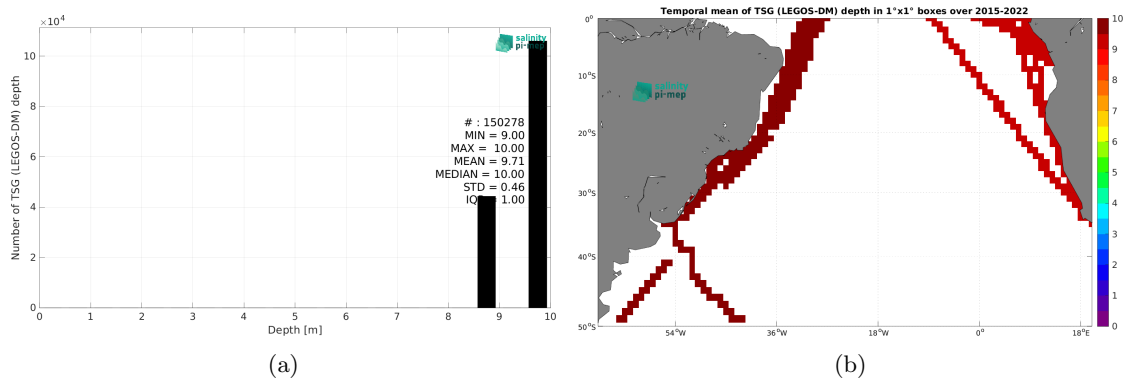 ×10⁴
10
8
6
4
2
0
Number of TSG (LEGOS-DM) depth
salinity
pi-mep
# : 150278
MIN = 9.00
MAX = 10.00
MEAN = 9.71
MEDIAN = 10.00
STD = 0.46
IQR = 1.00
0 1 2 3 4 5 6 7 8 9 10
Depth [m]
(a)
Temporal mean of TSG (LEGOS-DM) depth in 1°x1° boxes over 2015-2022
salinity
pi-mep
0°
10°S
20°S
30°S
40°S
50°S
54°W 36°W 18°W 0° 18°E
10
9
8
7
6
5
4
3
2
1
0
(b)